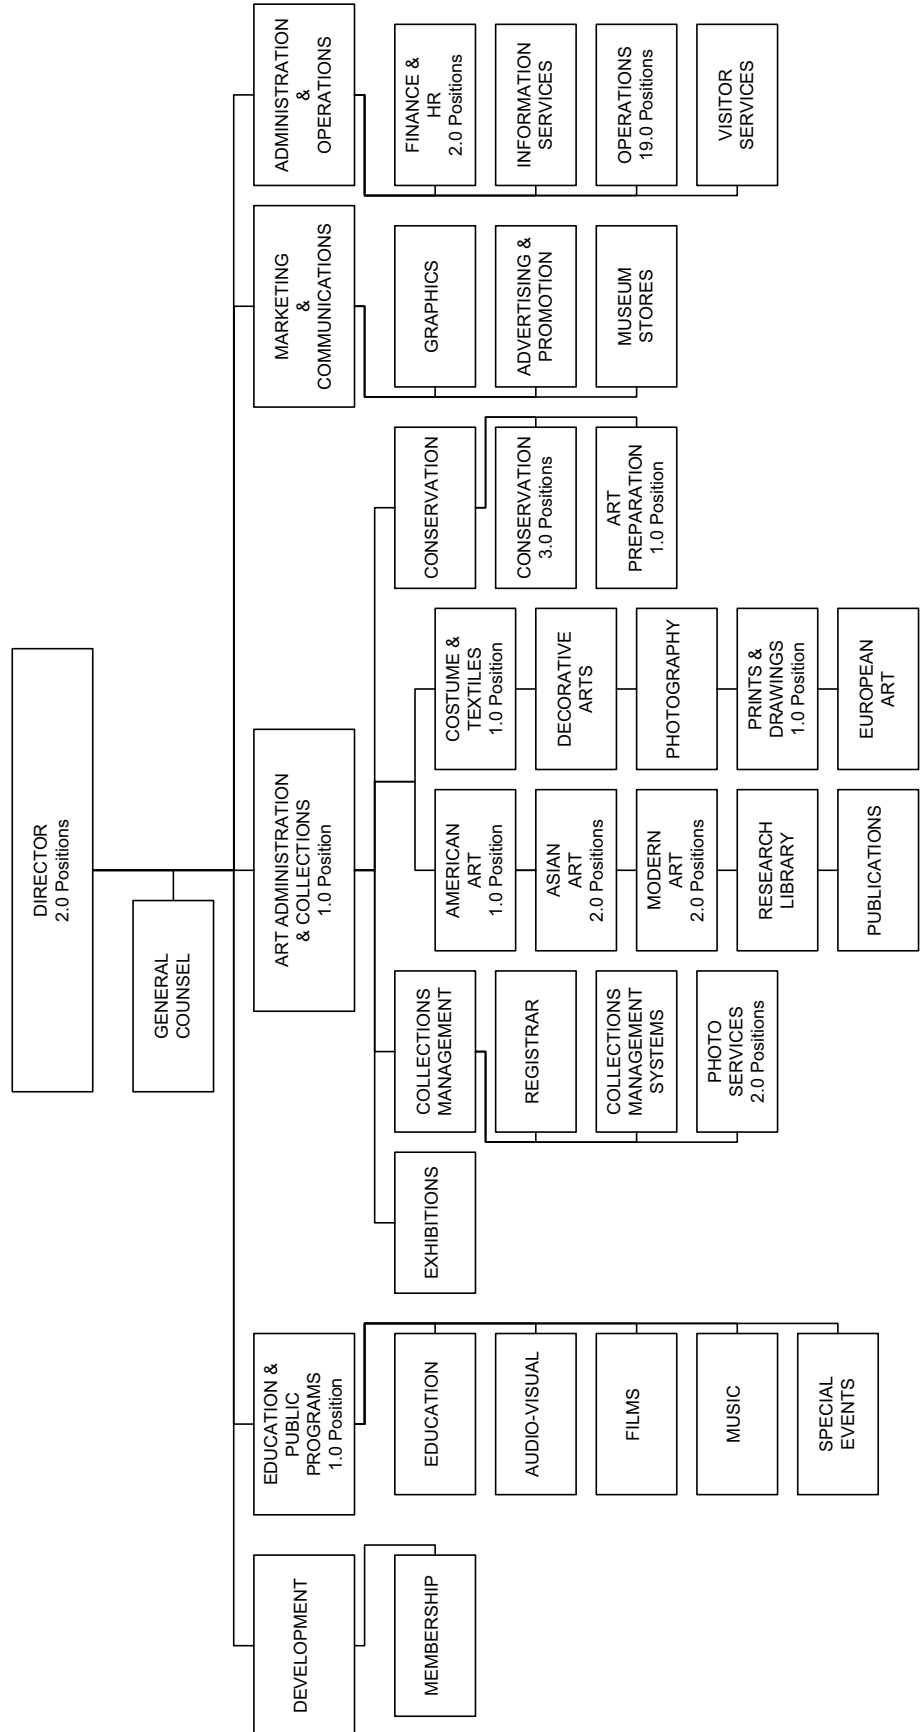 DIRECTOR
2.0 Positions
GENERAL
COUNSEL
DEVELOPMENT
MEMBERSHIP
EDUCATION &
PUBLIC
PROGRAMS
1.0 Position
EDUCATION
AUDIO-VISUAL
FILMS
MUSIC
SPECIAL
EVENTS
ART ADMINISTRATION
& COLLECTIONS
1.0 Position
EXHIBITIONS
COLLECTIONS
MANAGEMENT
REGISTRAR
COLLECTIONS
MANAGEMENT
SYSTEMS
PHOTO
SERVICES
2.0 Positions
AMERICAN
ART
1.0 Position
ASIAN
ART
2.0 Positions
MODERN
ART
2.0 Positions
RESEARCH
LIBRARY
PUBLICATIONS
COSTUME &
TEXTILES
1.0 Position
DECORATIVE
ARTS
PHOTOGRAPHY
PRINTS &
DRAWINGS
1.0 Position
EUROPEAN
ART
CONSERVATION
CONSERVATION
3.0 Positions
ART
PREPARATION
1.0 Position
MARKETING
&
COMMUNICATIONS
GRAPHICS
ADVERTISING &
PROMOTION
MUSEUM
STORES
ADMINISTRATION
&
OPERATIONS
FINANCE &
HR
2.0 Positions
INFORMATION
SERVICES
OPERATIONS
19.0 Positions
VISITOR
SERVICES